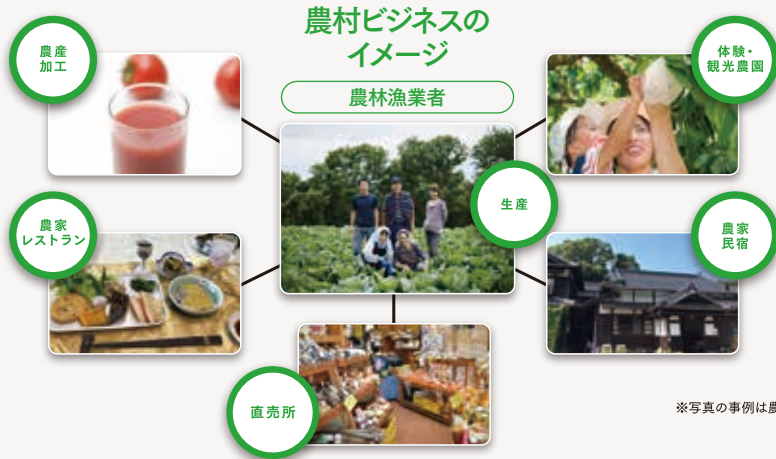 農村ビジネスの
イメージ
農林漁業者
農産
加工
体験・
観光農園
生産
農家
レストラン
農家
民宿
直売所
※写真の事例は農